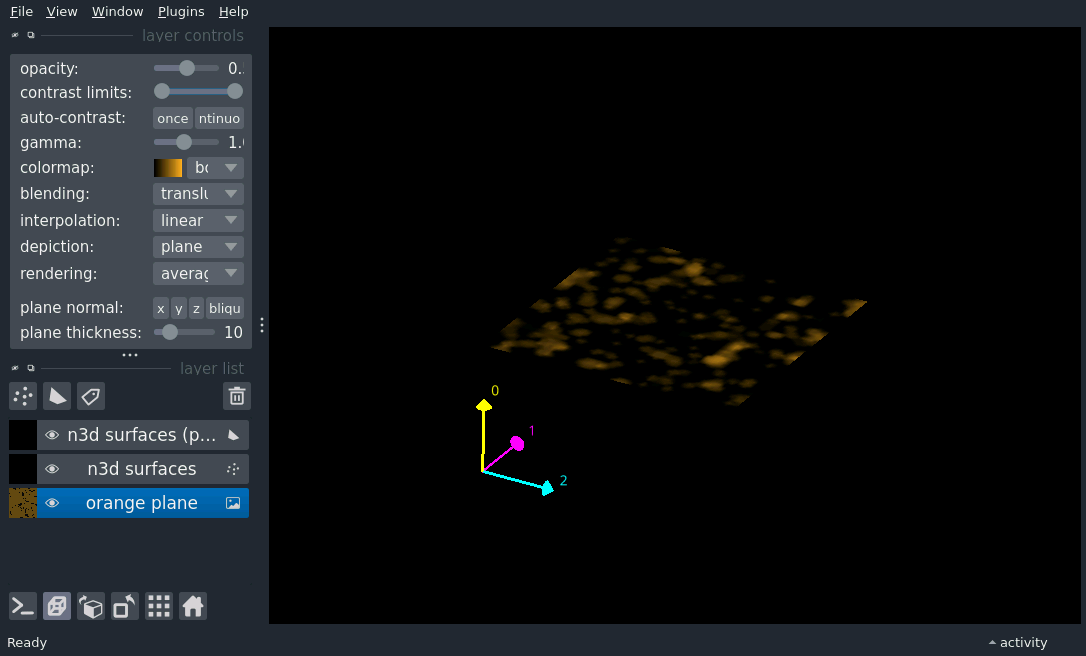 File View Window Plugins Help
layer controls
opacity: 0.
contrast limits:
auto-contrast: once ntinuo
gamma: 1.
colormap:
blending: translu
interpolation: linear
depiction: plane
rendering: averag
plane normal: x y z bliqu
plane thickness: 10
layer list
n3d surfaces (p...
n3d surfaces
orange plane
0
1
2
Ready
activity